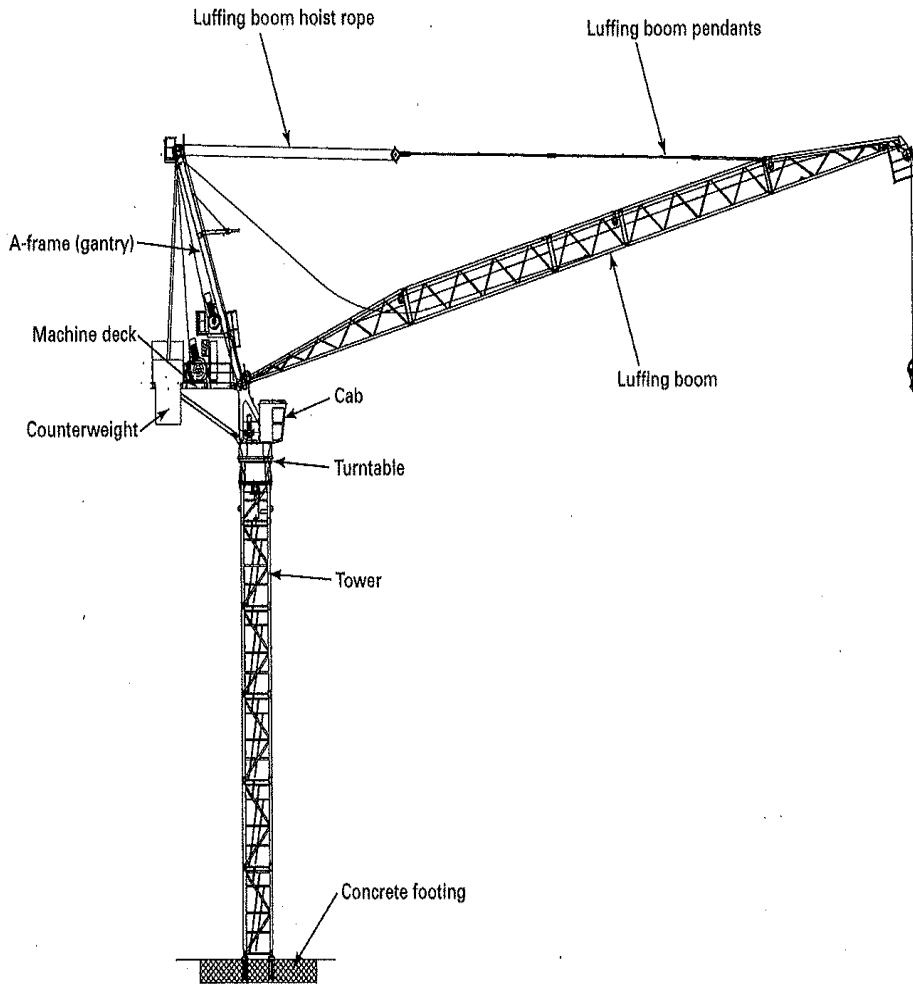 Luffing boom hoist rope
Luffing boom pendants
A-frame (gantry)
Machine deck
Luffing boom
Cab
Counterweight
Turntable
Tower
Concrete footing